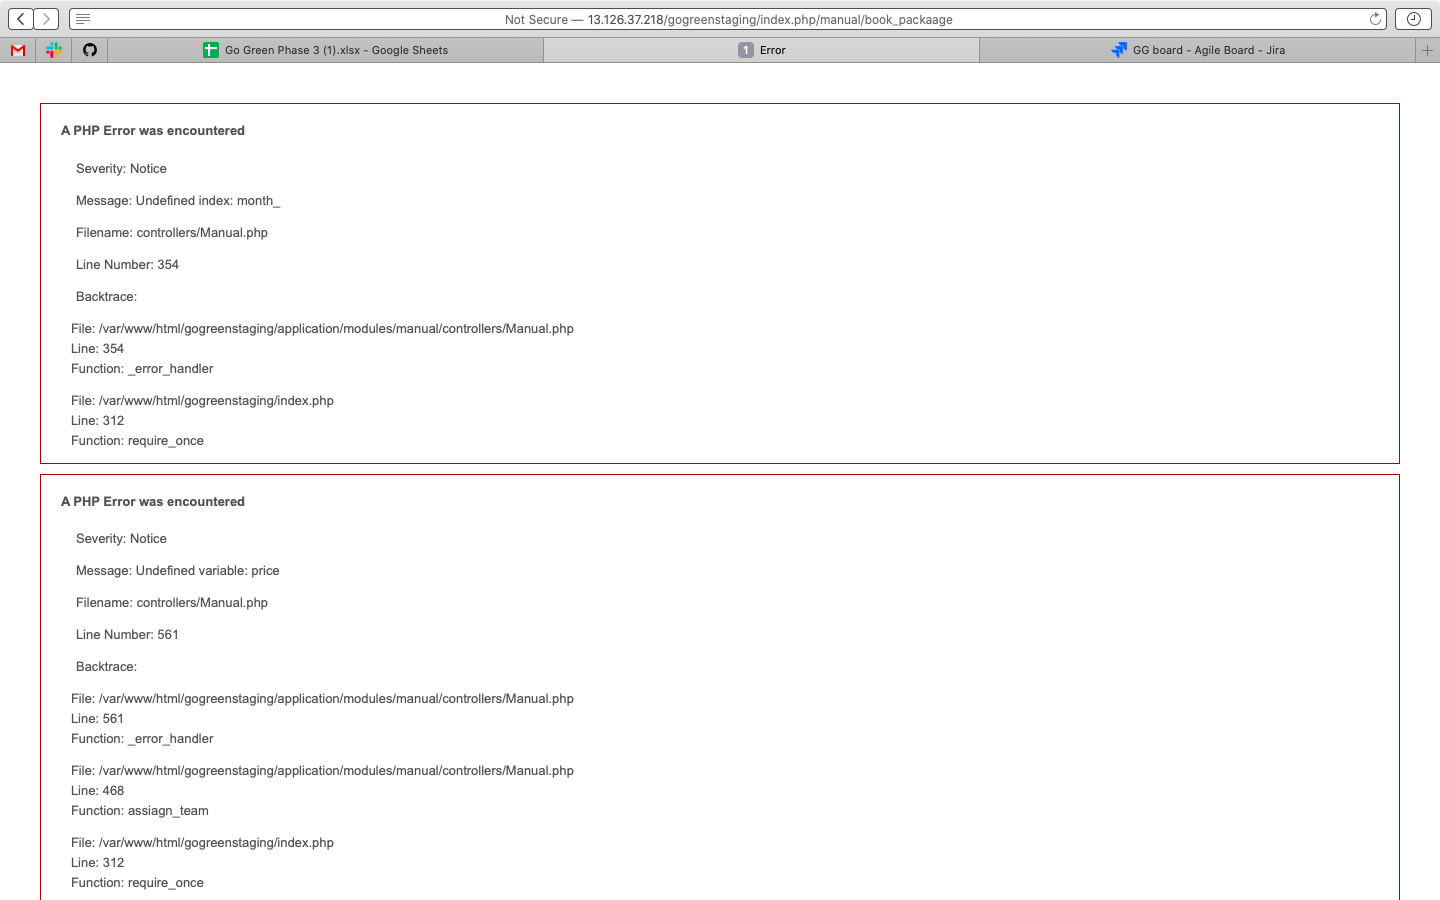 Not Secure — 13.126.37.218/gogreenstaging/index.php/manual/book_packaage
Go Green Phase 3 (1).xlsx - Google Sheets
1 Error
GG board - Agile Board - Jira
A PHP Error was encountered
Severity: Notice
Message: Undefined index: month_
Filename: controllers/Manual.php
Line Number: 354
Backtrace:
File: /var/www/html/gogreenstaging/application/modules/manual/controllers/Manual.php
Line: 354
Function: _error_handler
File: /var/www/html/gogreenstaging/index.php
Line: 312
Function: require_once
A PHP Error was encountered
Severity: Notice
Message: Undefined variable: price
Filename: controllers/Manual.php
Line Number: 561
Backtrace:
File: /var/www/html/gogreenstaging/application/modules/manual/controllers/Manual.php
Line: 561
Function: _error_handler
File: /var/www/html/gogreenstaging/application/modules/manual/controllers/Manual.php
Line: 468
Function: assiagn_team
File: /var/www/html/gogreenstaging/index.php
Line: 312
Function: require_once